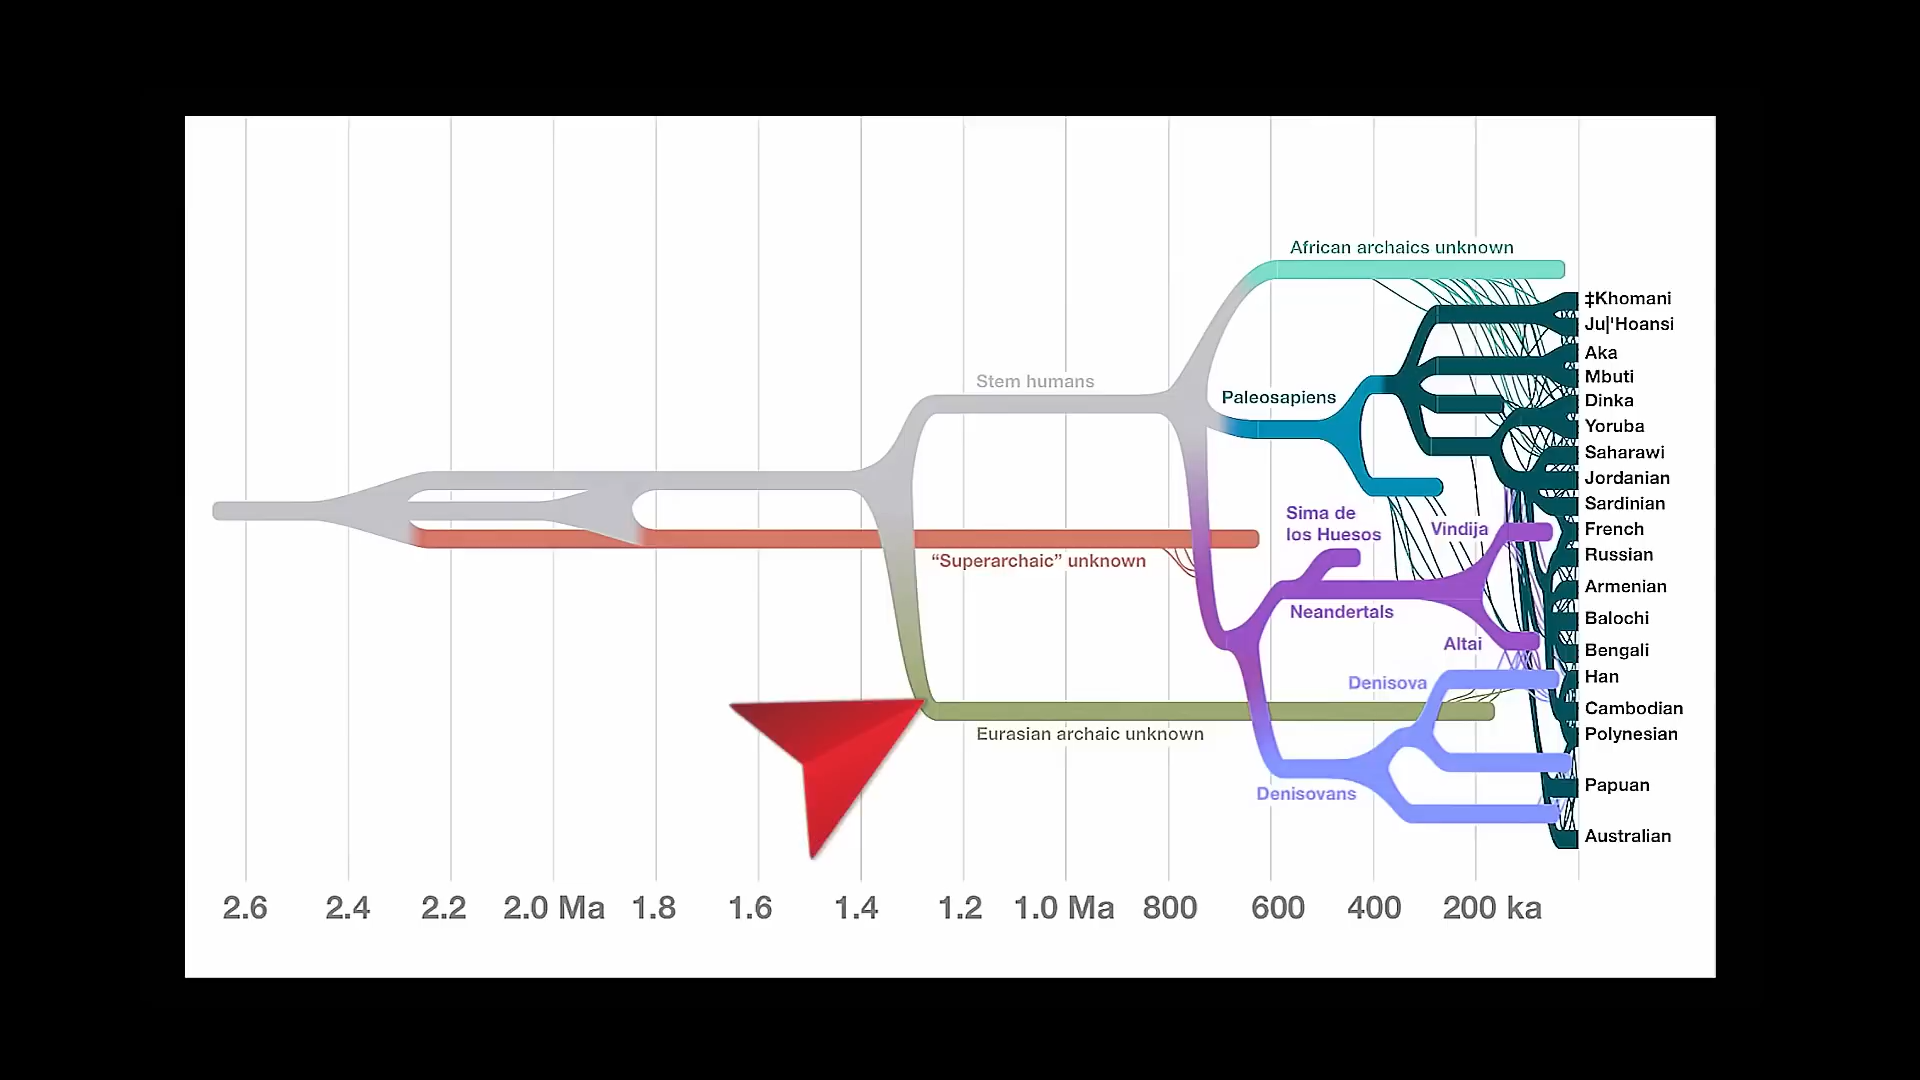 African archaics unknown
‡Khomani
Ju|'Hoansi
Aka
Stem humans
Mbuti
Paleosapiens
Dinka
Yoruba
Saharawi
Jordanian
Sardinian
Sima de
los Huesos
Vindija
French
Russian
“Superarchaic” unknown
Armenian
Neandertals
Balochi
Altai
Bengali
Denisova
Han
Cambodian
Eurasian archaic unknown
Polynesian
Papuan
Denisovans
Australian
2.6 2.4 2.2 2.0 Ma 1.8 1.6 1.4 1.2 1.0 Ma 800 600 400 200 ka